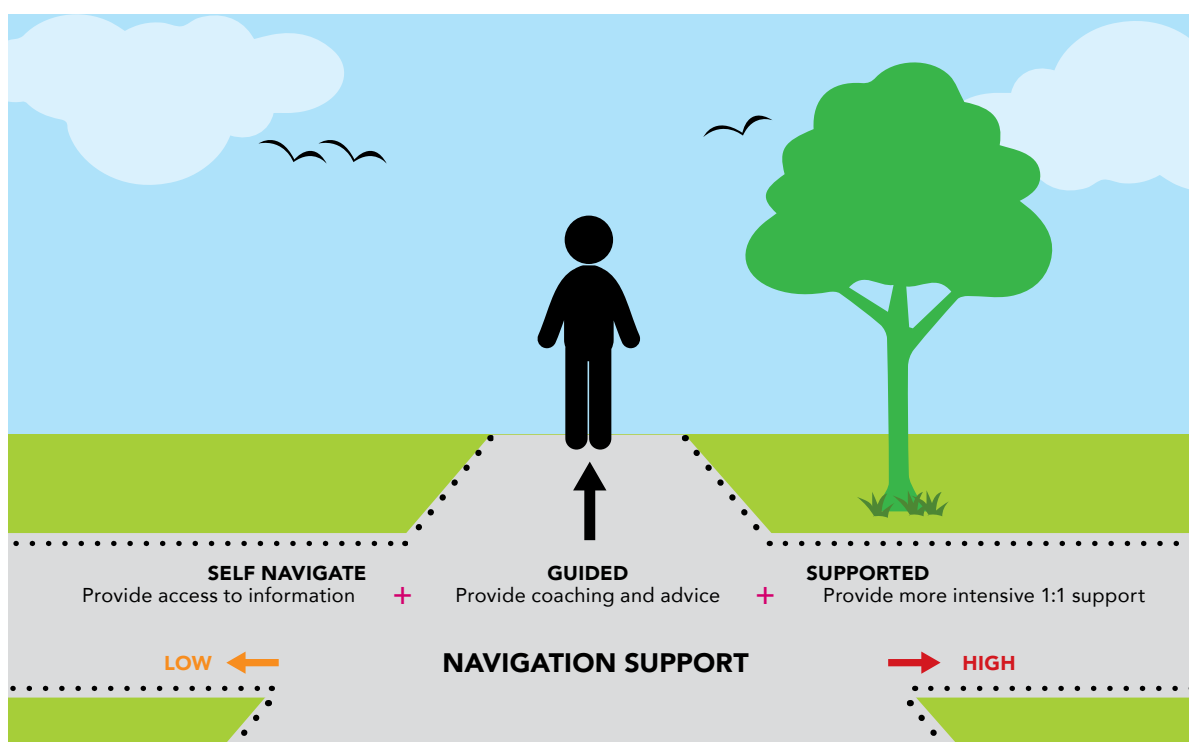 SELF NAVIGATE GUIDED SUPPORTED
Provide access to information + Provide coaching and advice + Provide more intensive 1:1 support
LOW NAVIGATION SUPPORT HIGH